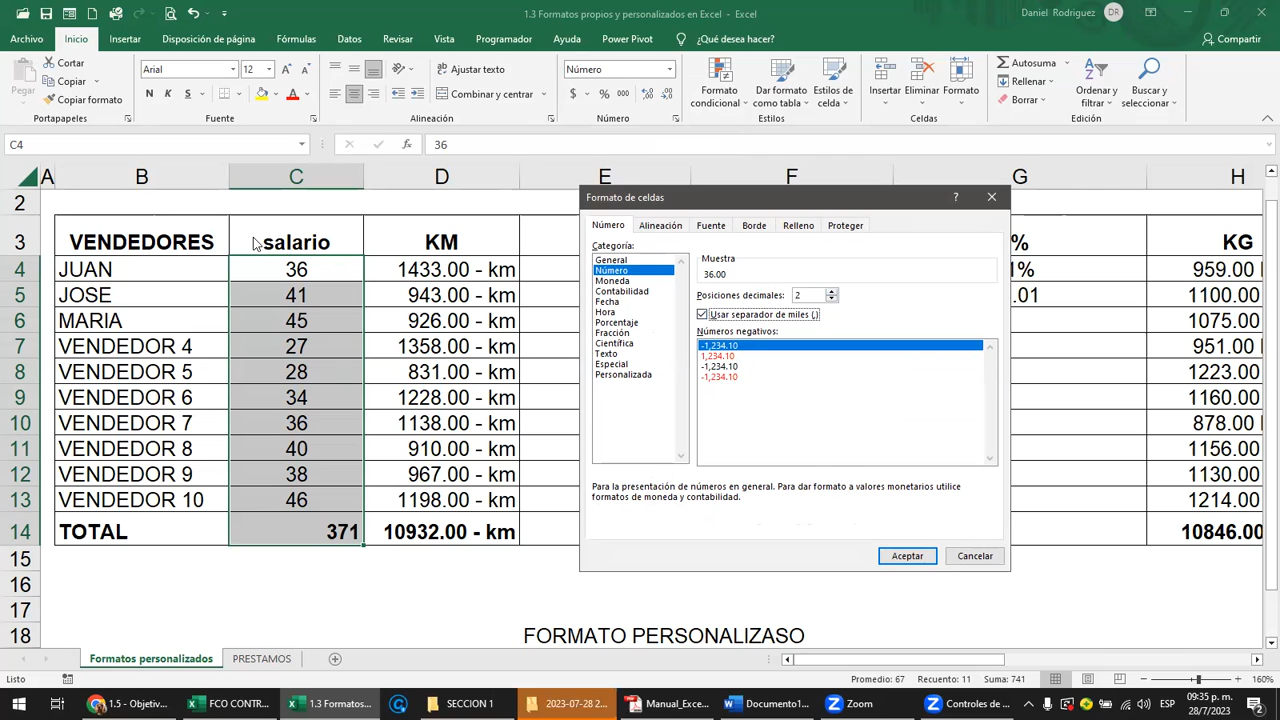 1.3 Formatos propios y personalizados en Excel - Excel
Daniel Rodriguez DR
Archivo Inicio Insertar Disposición de página Fórmulas Datos Revisar Vista Programador Ayuda Power Pivot ¿Qué desea hacer? Compartir
Pegar
Cortar
Copiar
Copiar formato
Portapapeles
Arial 12
N K S
Fuente
Ajustar texto
Combinar y centrar
Alineación
Número
$ % 000
Número
Formato condicional
Dar formato como tabla
Estilos de celda
Estilos
Insertar Eliminar Formato
Celdas
Autosuma
Rellenar
Borrar
Ordenar y filtrar
Buscar y seleccionar
Edición
C4 fx 36
A B C D E F G H
2
3 VENDEDORES salario KM % KG
4 JUAN 36 1433.00 - km 1% 959.00
5 JOSE 41 943.00 - km .01 1100.00
6 MARIA 45 926.00 - km 1075.00
7 VENDEDOR 4 27 1358.00 - km 951.00
8 VENDEDOR 5 28 831.00 - km 1223.00
9 VENDEDOR 6 34 1228.00 - km 1160.00
10 VENDEDOR 7 36 1138.00 - km 878.00
11 VENDEDOR 8 40 910.00 - km 1156.00
12 VENDEDOR 9 38 967.00 - km 1130.00
13 VENDEDOR 10 46 1198.00 - km 1214.00
14 TOTAL 371 10932.00 - km 10846.00
15
16
17
18 FORMATO PERSONALIZASO
Formato de celdas ?
Número Alineación Fuente Borde Relleno Proteger
Categoría:
General
Número
Moneda
Contabilidad
Fecha
Hora
Porcentaje
Fracción
Científica
Texto
Especial
Personalizada
Muestra
36.00
Posiciones decimales: 2
Usar separador de miles (,)
Números negativos:
-1,234.10
1,234.10
-1,234.10
-1,234.10
Para la presentación de números en general. Para dar formato a valores monetarios utilice
formatos de moneda y contabilidad.
Aceptar Cancelar
Formatos personalizados PRESTAMOS
Listo Promedio: 67 Recuento: 11 Suma: 741 160%
1.5 - Objetiv... FCO CONTR... 1.3 Formatos... SECCION 1 2023-07-28 2... Manual_Exce... Documento1... Zoom Controles de ... ESP
09:35 p. m.
28/7/2023